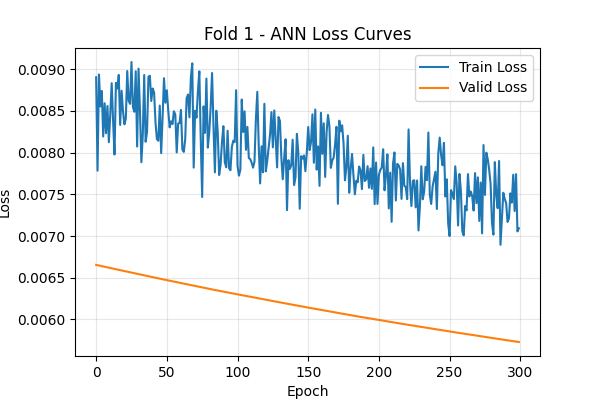 Fold 1 - ANN Loss Curves
Train Loss
Valid Loss
0.0090
0.0085
0.0080
0.0075
0.0070
0.0065
0.0060
Loss
0 50 100 150 200 250 300
Epoch